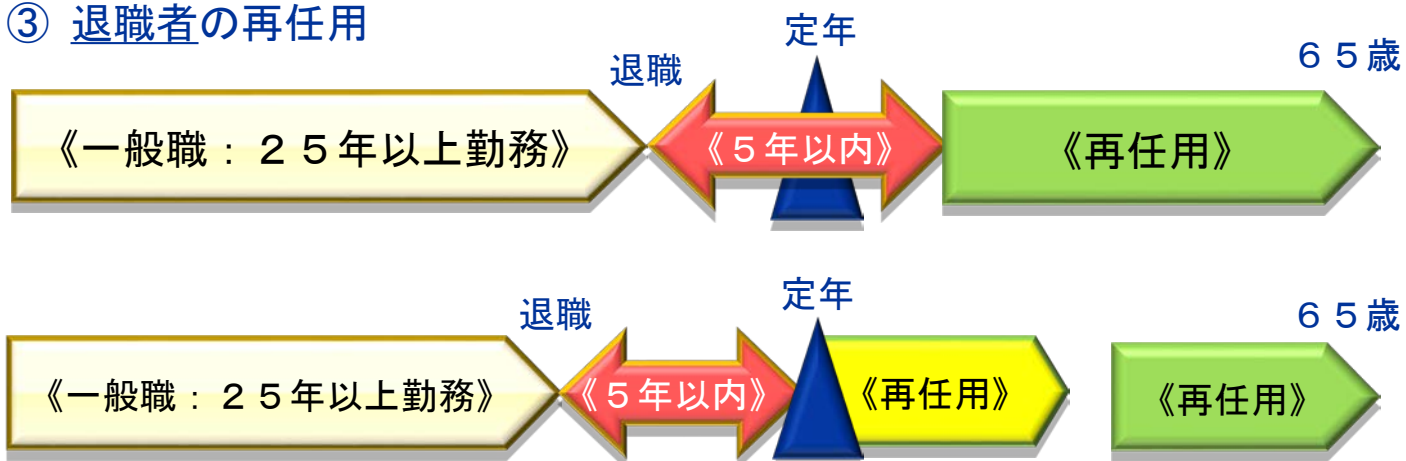 ③ 退職者の再任用
定年
６５歳
退職
《一般職：２５年以上勤務》
《５年以内》
《再任用》
定年
６５歳
退職
《一般職：２５年以上勤務》
《５年以内》
《再任用》
《再任用》